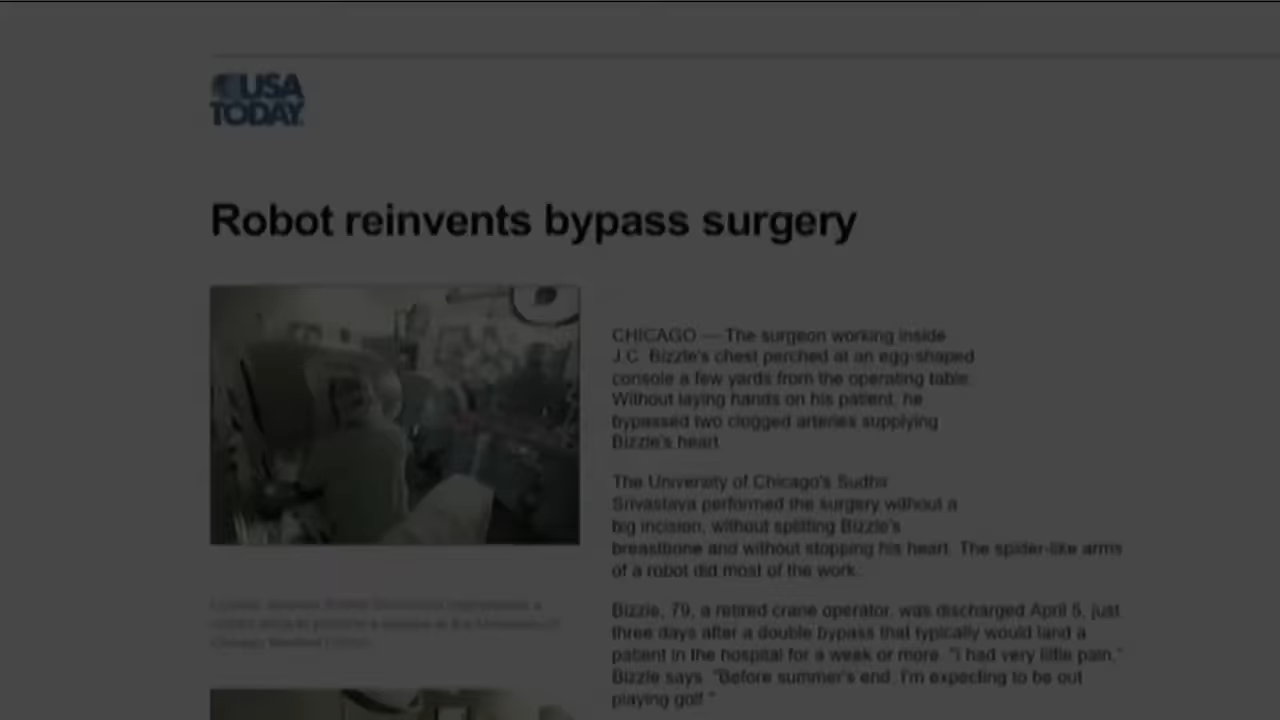 USA
TODAY
Robot reinvents bypass surgery
CHICAGO — The surgeon working inside
J.C. Bizzle's chest perched at an egg-shaped
console a few yards from the operating table.
Without laying hands on his patient, he
bypassed two clogged arteries supplying
Bizzle's heart.
The University of Chicago's Sudhir
Srivastava performed the surgery without a
big incision, without splitting Bizzle's
breastbone and without stopping his heart. The spider-like arms
of a robot did most of the work.
Bizzle, 79, a retired crane operator, was discharged April 5, just
three days after a double bypass that typically would land a
patient in the hospital for a week or more. "I had very little pain,"
Bizzle says. "Before summer's end, I'm expecting to be out
playing golf."